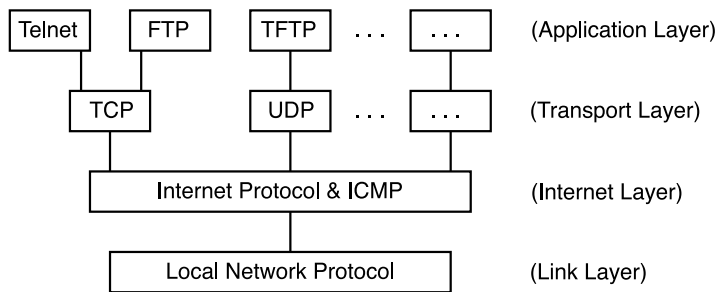 Telnet FTP TFTP . . . . . . (Application Layer)
TCP UDP . . . . . . (Transport Layer)
Internet Protocol & ICMP (Internet Layer)
Local Network Protocol (Link Layer)